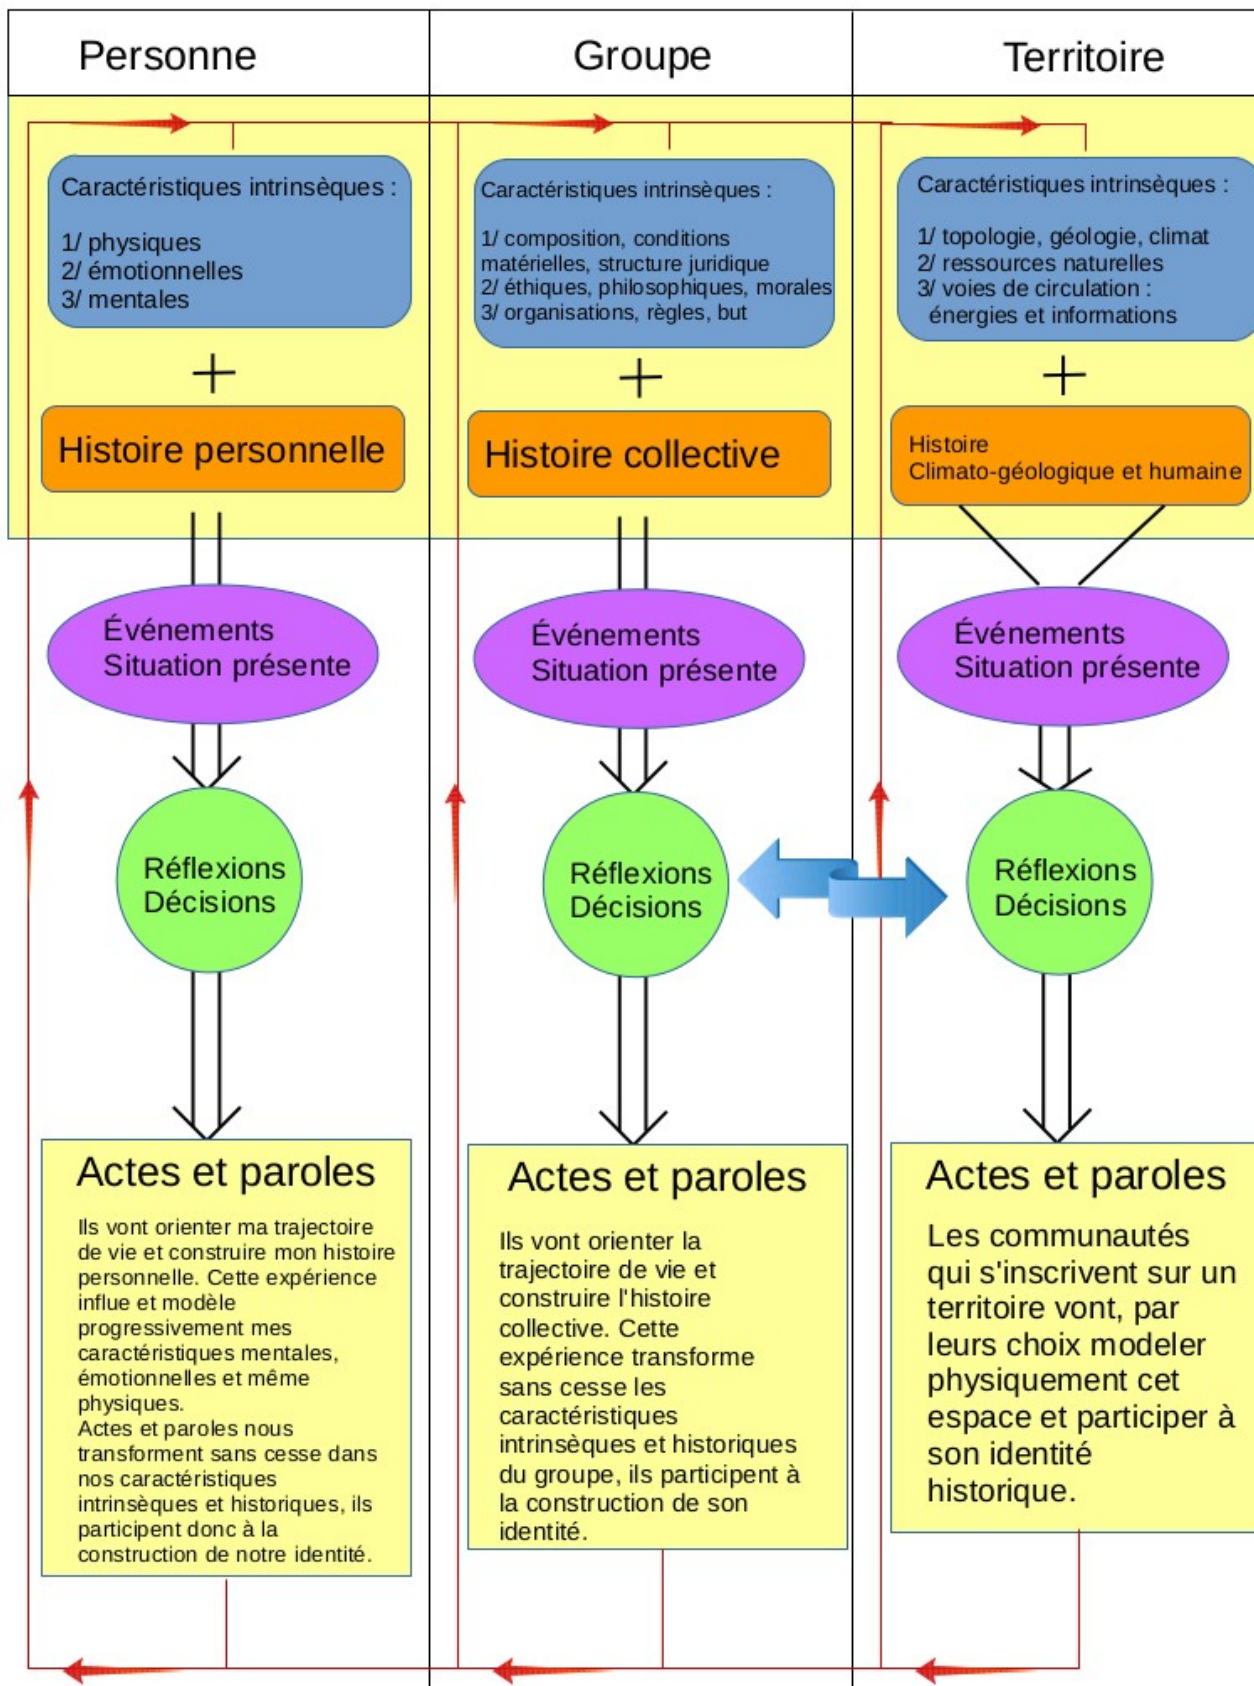 Personne
Groupe
Territoire
Caractéristiques intrinsèques :
1/ physiques
2/ émotionnelles
3/ mentales
Caractéristiques intrinsèques :
1/ composition, conditions
matérielles, structure juridique
2/ éthiques, philosophiques, morales
3/ organisations, règles, but
Caractéristiques intrinsèques :
1/ topologie, géologie, climat
2/ ressources naturelles
3/ voies de circulation :
énergies et informations
+
+
+
Histoire personnelle
Histoire collective
Histoire
Climato-géologique et humaine
Événements
Situation présente
Événements
Situation présente
Événements
Situation présente
Réflexions
Décisions
Réflexions
Décisions
Réflexions
Décisions
Actes et paroles
Ils vont orienter ma trajectoire
de vie et construire mon histoire
personnelle. Cette expérience
influe et modèle
progressivement mes
caractéristiques mentales,
émotionnelles et même
physiques.
Actes et paroles nous
transforment sans cesse dans
nos caractéristiques
intrinsèques et historiques, ils
participent donc à la
construction de notre identité.
Actes et paroles
Ils vont orienter la
trajectoire de vie et
construire l'histoire
collective. Cette
expérience transforme
sans cesse les
caractéristiques
intrinsèques et historiques
du groupe, ils participent à
la construction de son
identité.
Actes et paroles
Les communautés
qui s'inscrivent sur un
territoire vont, par
leurs choix modeler
physiquement cet
espace et participer à
son identité
historique.